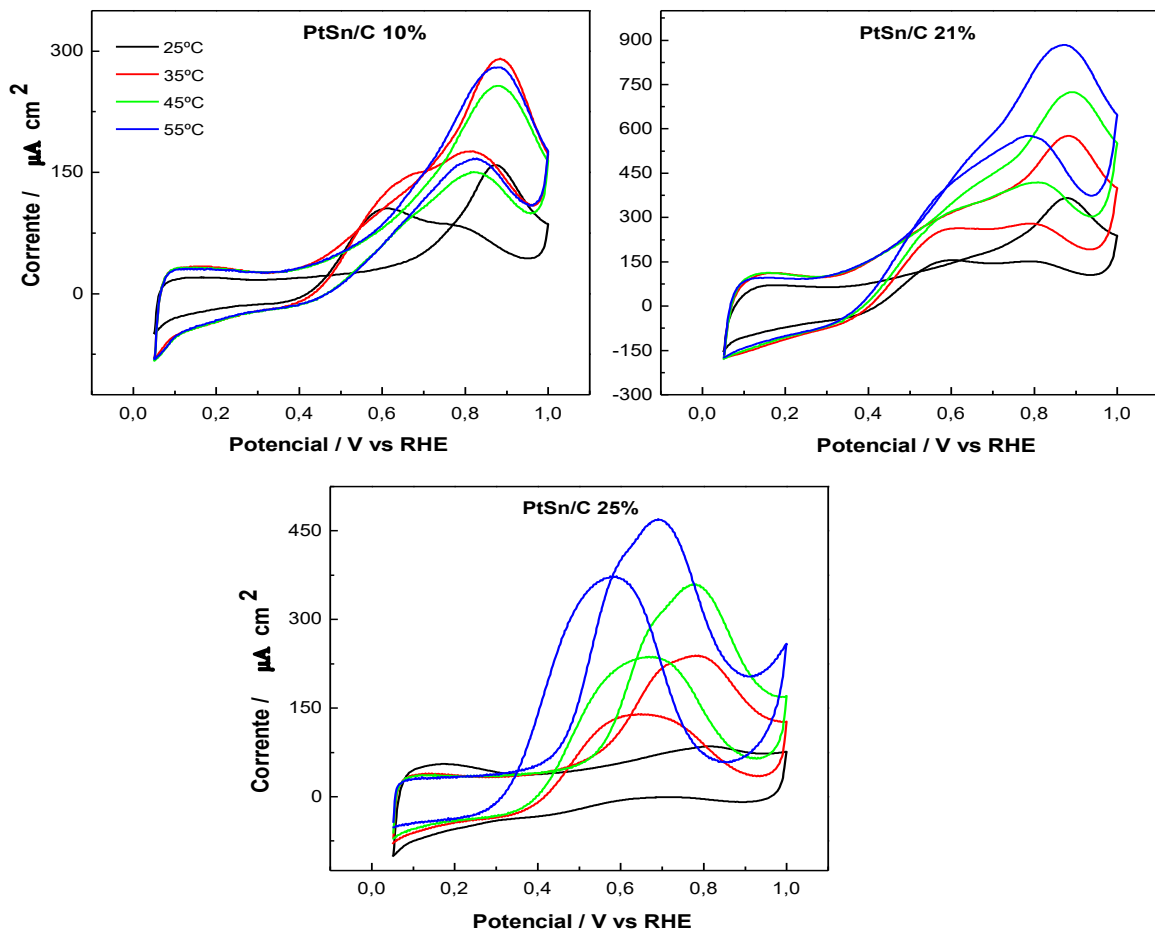 PtSn/C 10%
25ºC
35ºC
45ºC
55ºC
300
150
0
Corrente / µA cm 2
0,0 0,2 0,4 0,6 0,8 1,0
Potencial / V vs RHE
PtSn/C 21%
900
750
600
450
300
150
0
-150
-300
0,0 0,2 0,4 0,6 0,8 1,0
Potencial / V vs RHE
PtSn/C 25%
450
300
150
0
Corrente / µA cm 2
0,0 0,2 0,4 0,6 0,8 1,0
Potencial / V vs RHE